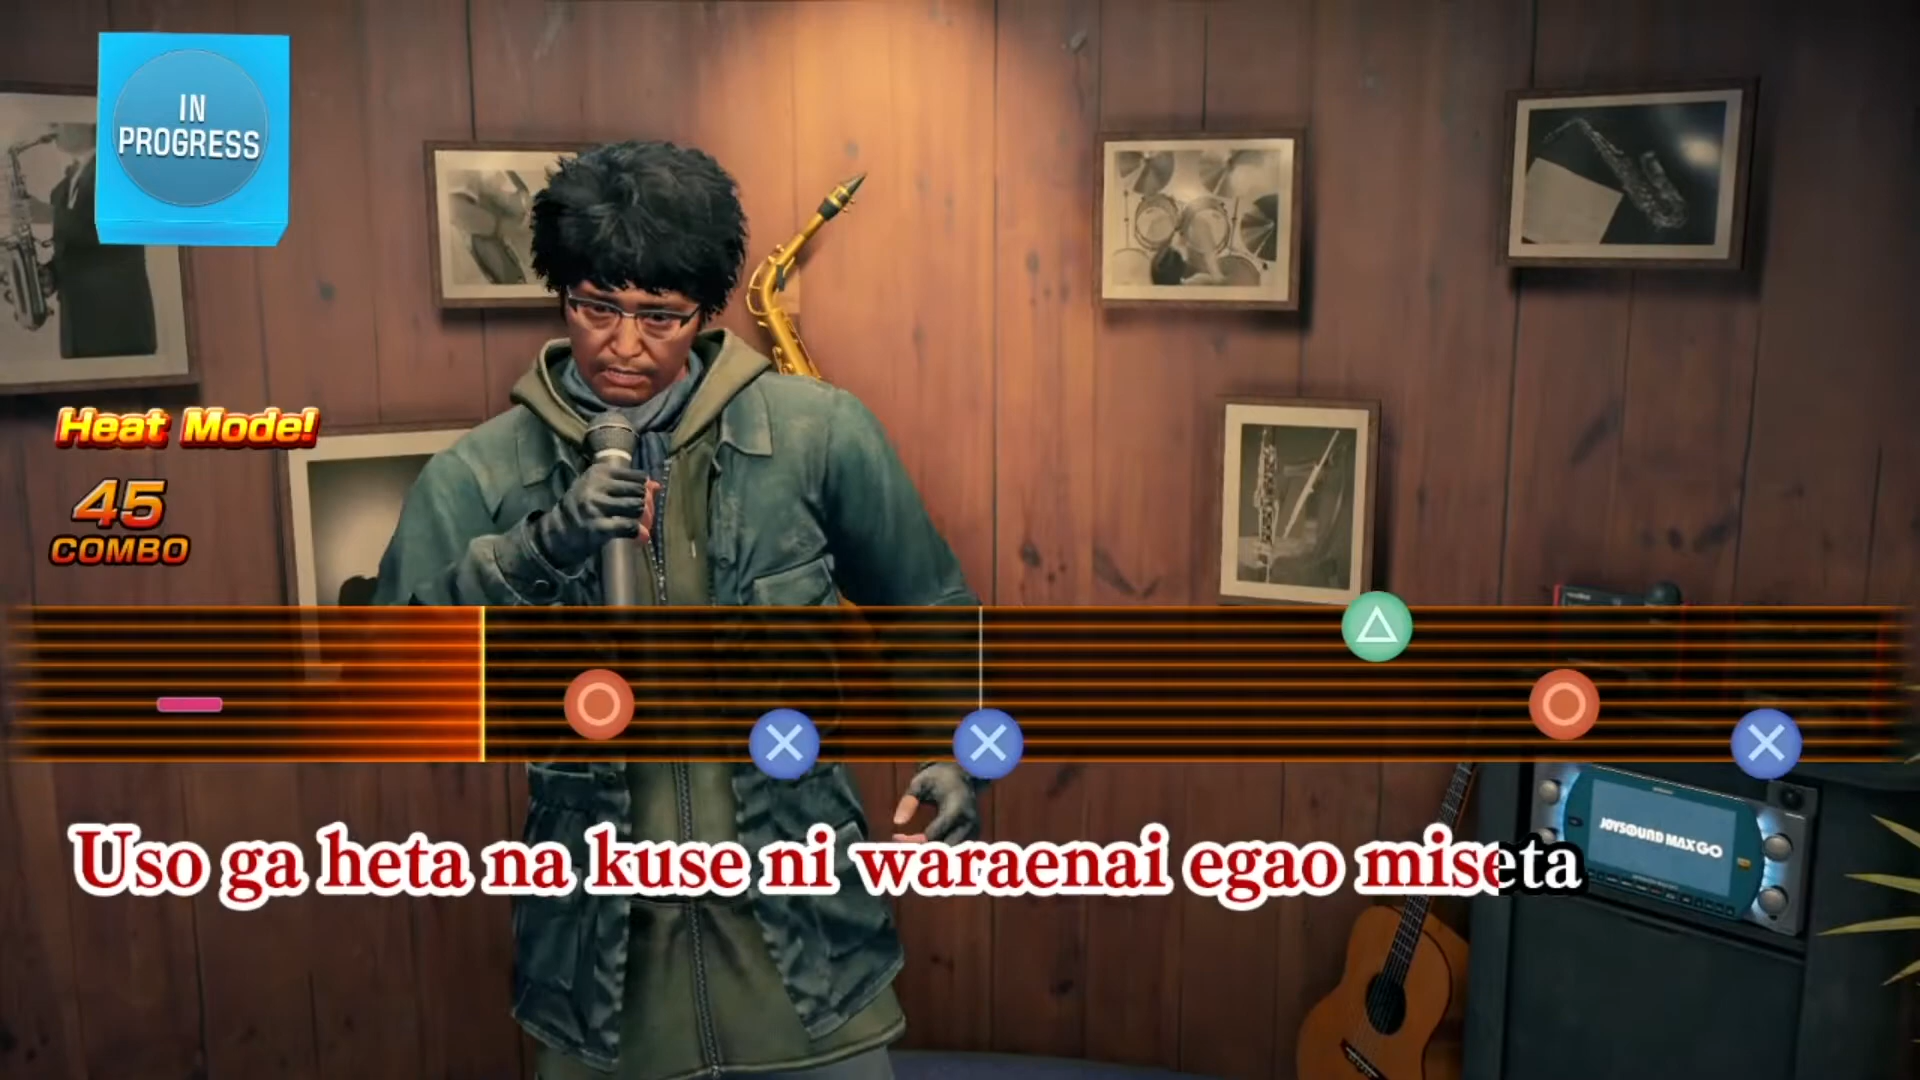 IN
PROGRESS
Heat Mode!
45
COMBO
Uso ga heta na kuse ni waraenai egao miseta
JOYSOUND MAX GO